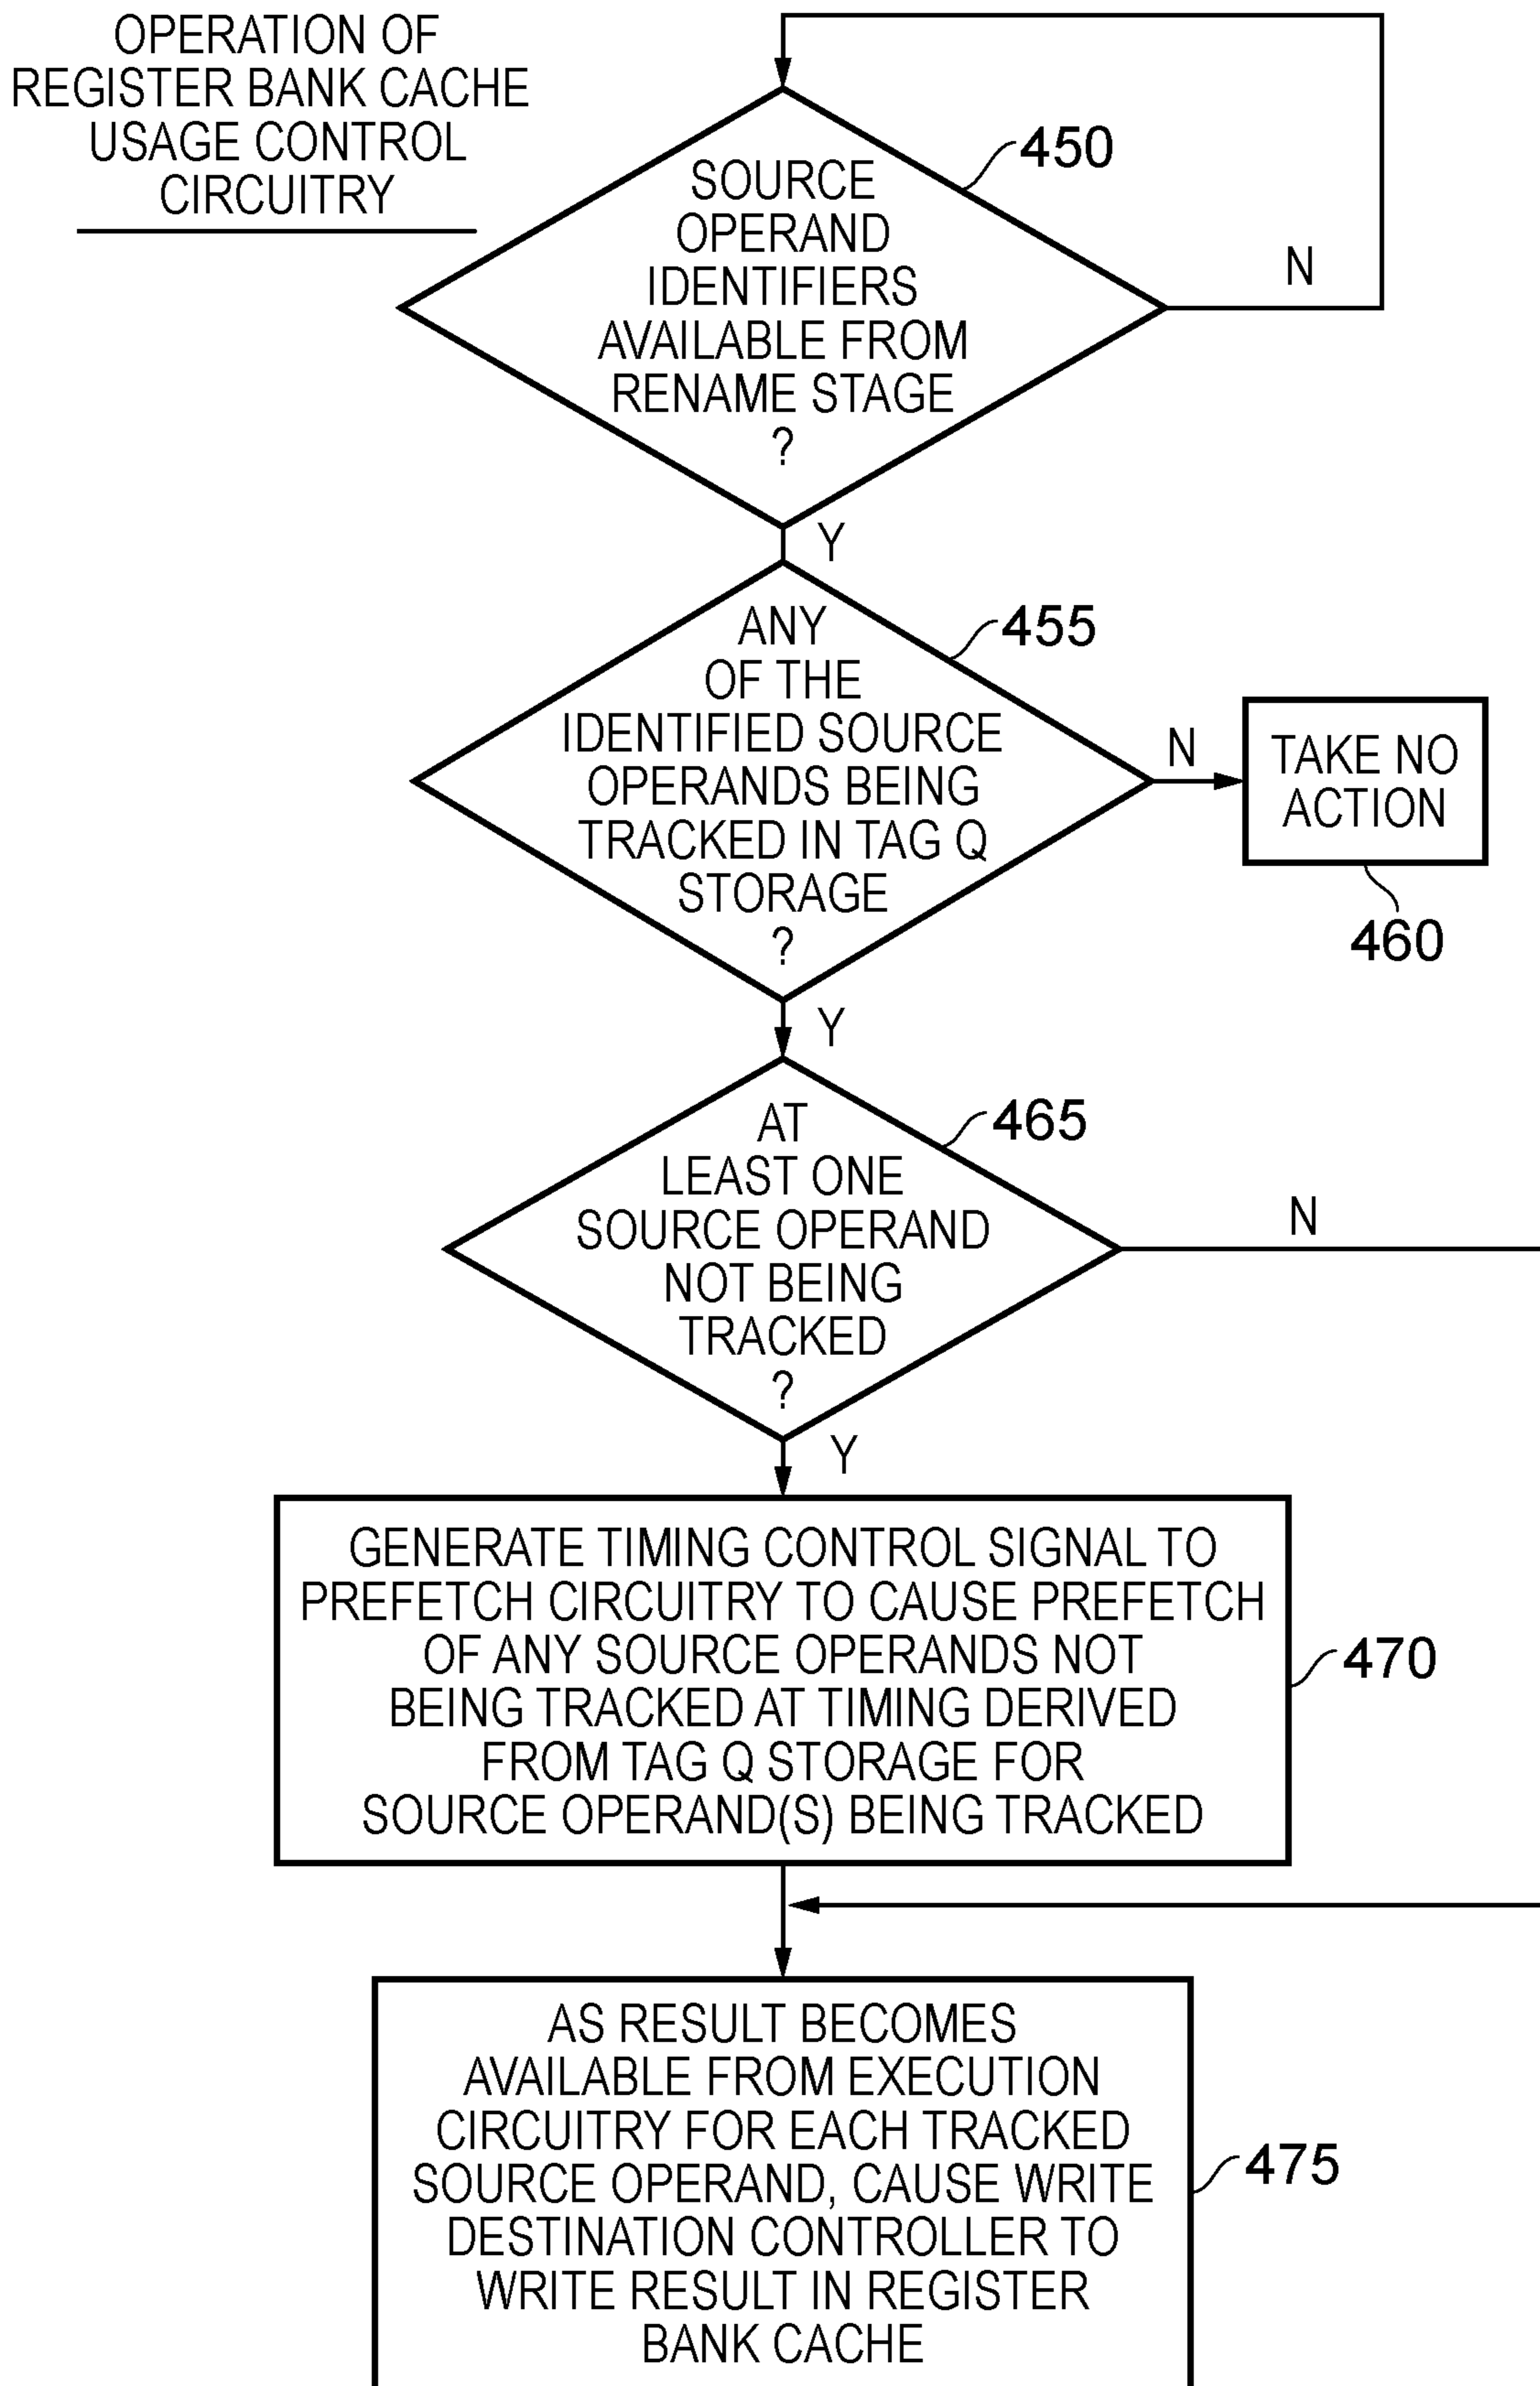 OPERATION OF
REGISTER BANK CACHE
USAGE CONTROL
CIRCUITRY
450
SOURCE
OPERAND
IDENTIFIERS
AVAILABLE FROM
RENAME STAGE
?
N
Y
455
ANY
OF THE
IDENTIFIED SOURCE
OPERANDS BEING
TRACKED IN TAG Q
STORAGE
?
N
TAKE NO
ACTION
460
Y
465
AT
LEAST ONE
SOURCE OPERAND
NOT BEING
TRACKED
?
N
Y
GENERATE TIMING CONTROL SIGNAL TO
PREFETCH CIRCUITRY TO CAUSE PREFETCH
OF ANY SOURCE OPERANDS NOT
BEING TRACKED AT TIMING DERIVED
FROM TAG Q STORAGE FOR
SOURCE OPERAND(S) BEING TRACKED
470
AS RESULT BECOMES
AVAILABLE FROM EXECUTION
CIRCUITRY FOR EACH TRACKED
SOURCE OPERAND, CAUSE WRITE
DESTINATION CONTROLLER TO
WRITE RESULT IN REGISTER
BANK CACHE
475